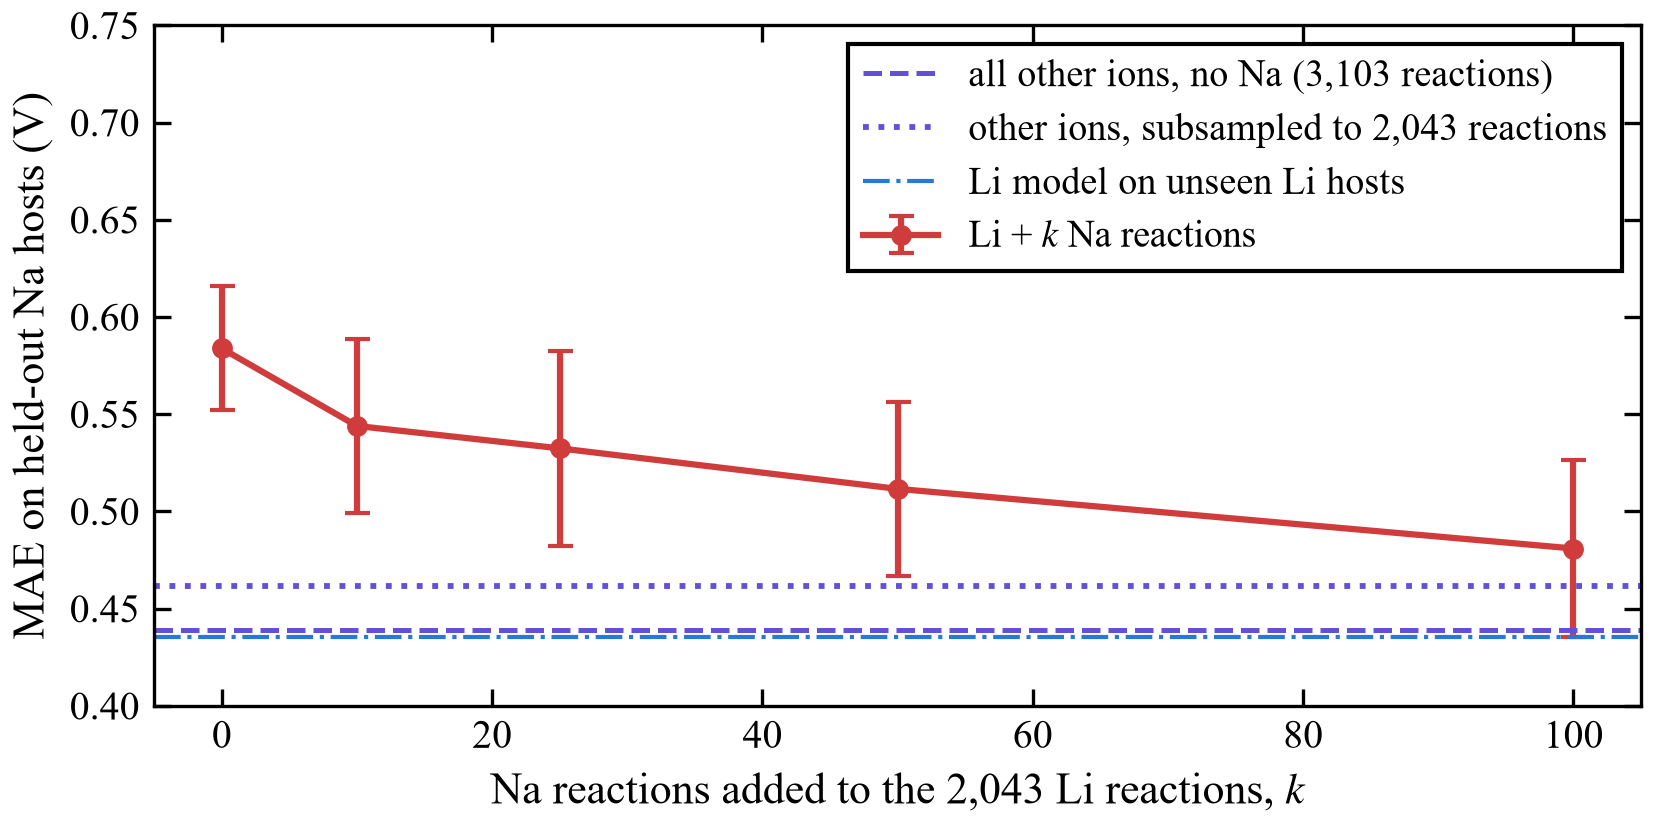 0.75
0.70
0.65
0.60
0.55
0.50
0.45
0.40
MAE on held-out Na hosts (V)
all other ions, no Na (3,103 reactions)
other ions, subsampled to 2,043 reactions
Li model on unseen Li hosts
Li + k Na reactions
0 20 40 60 80 100
Na reactions added to the 2,043 Li reactions, k